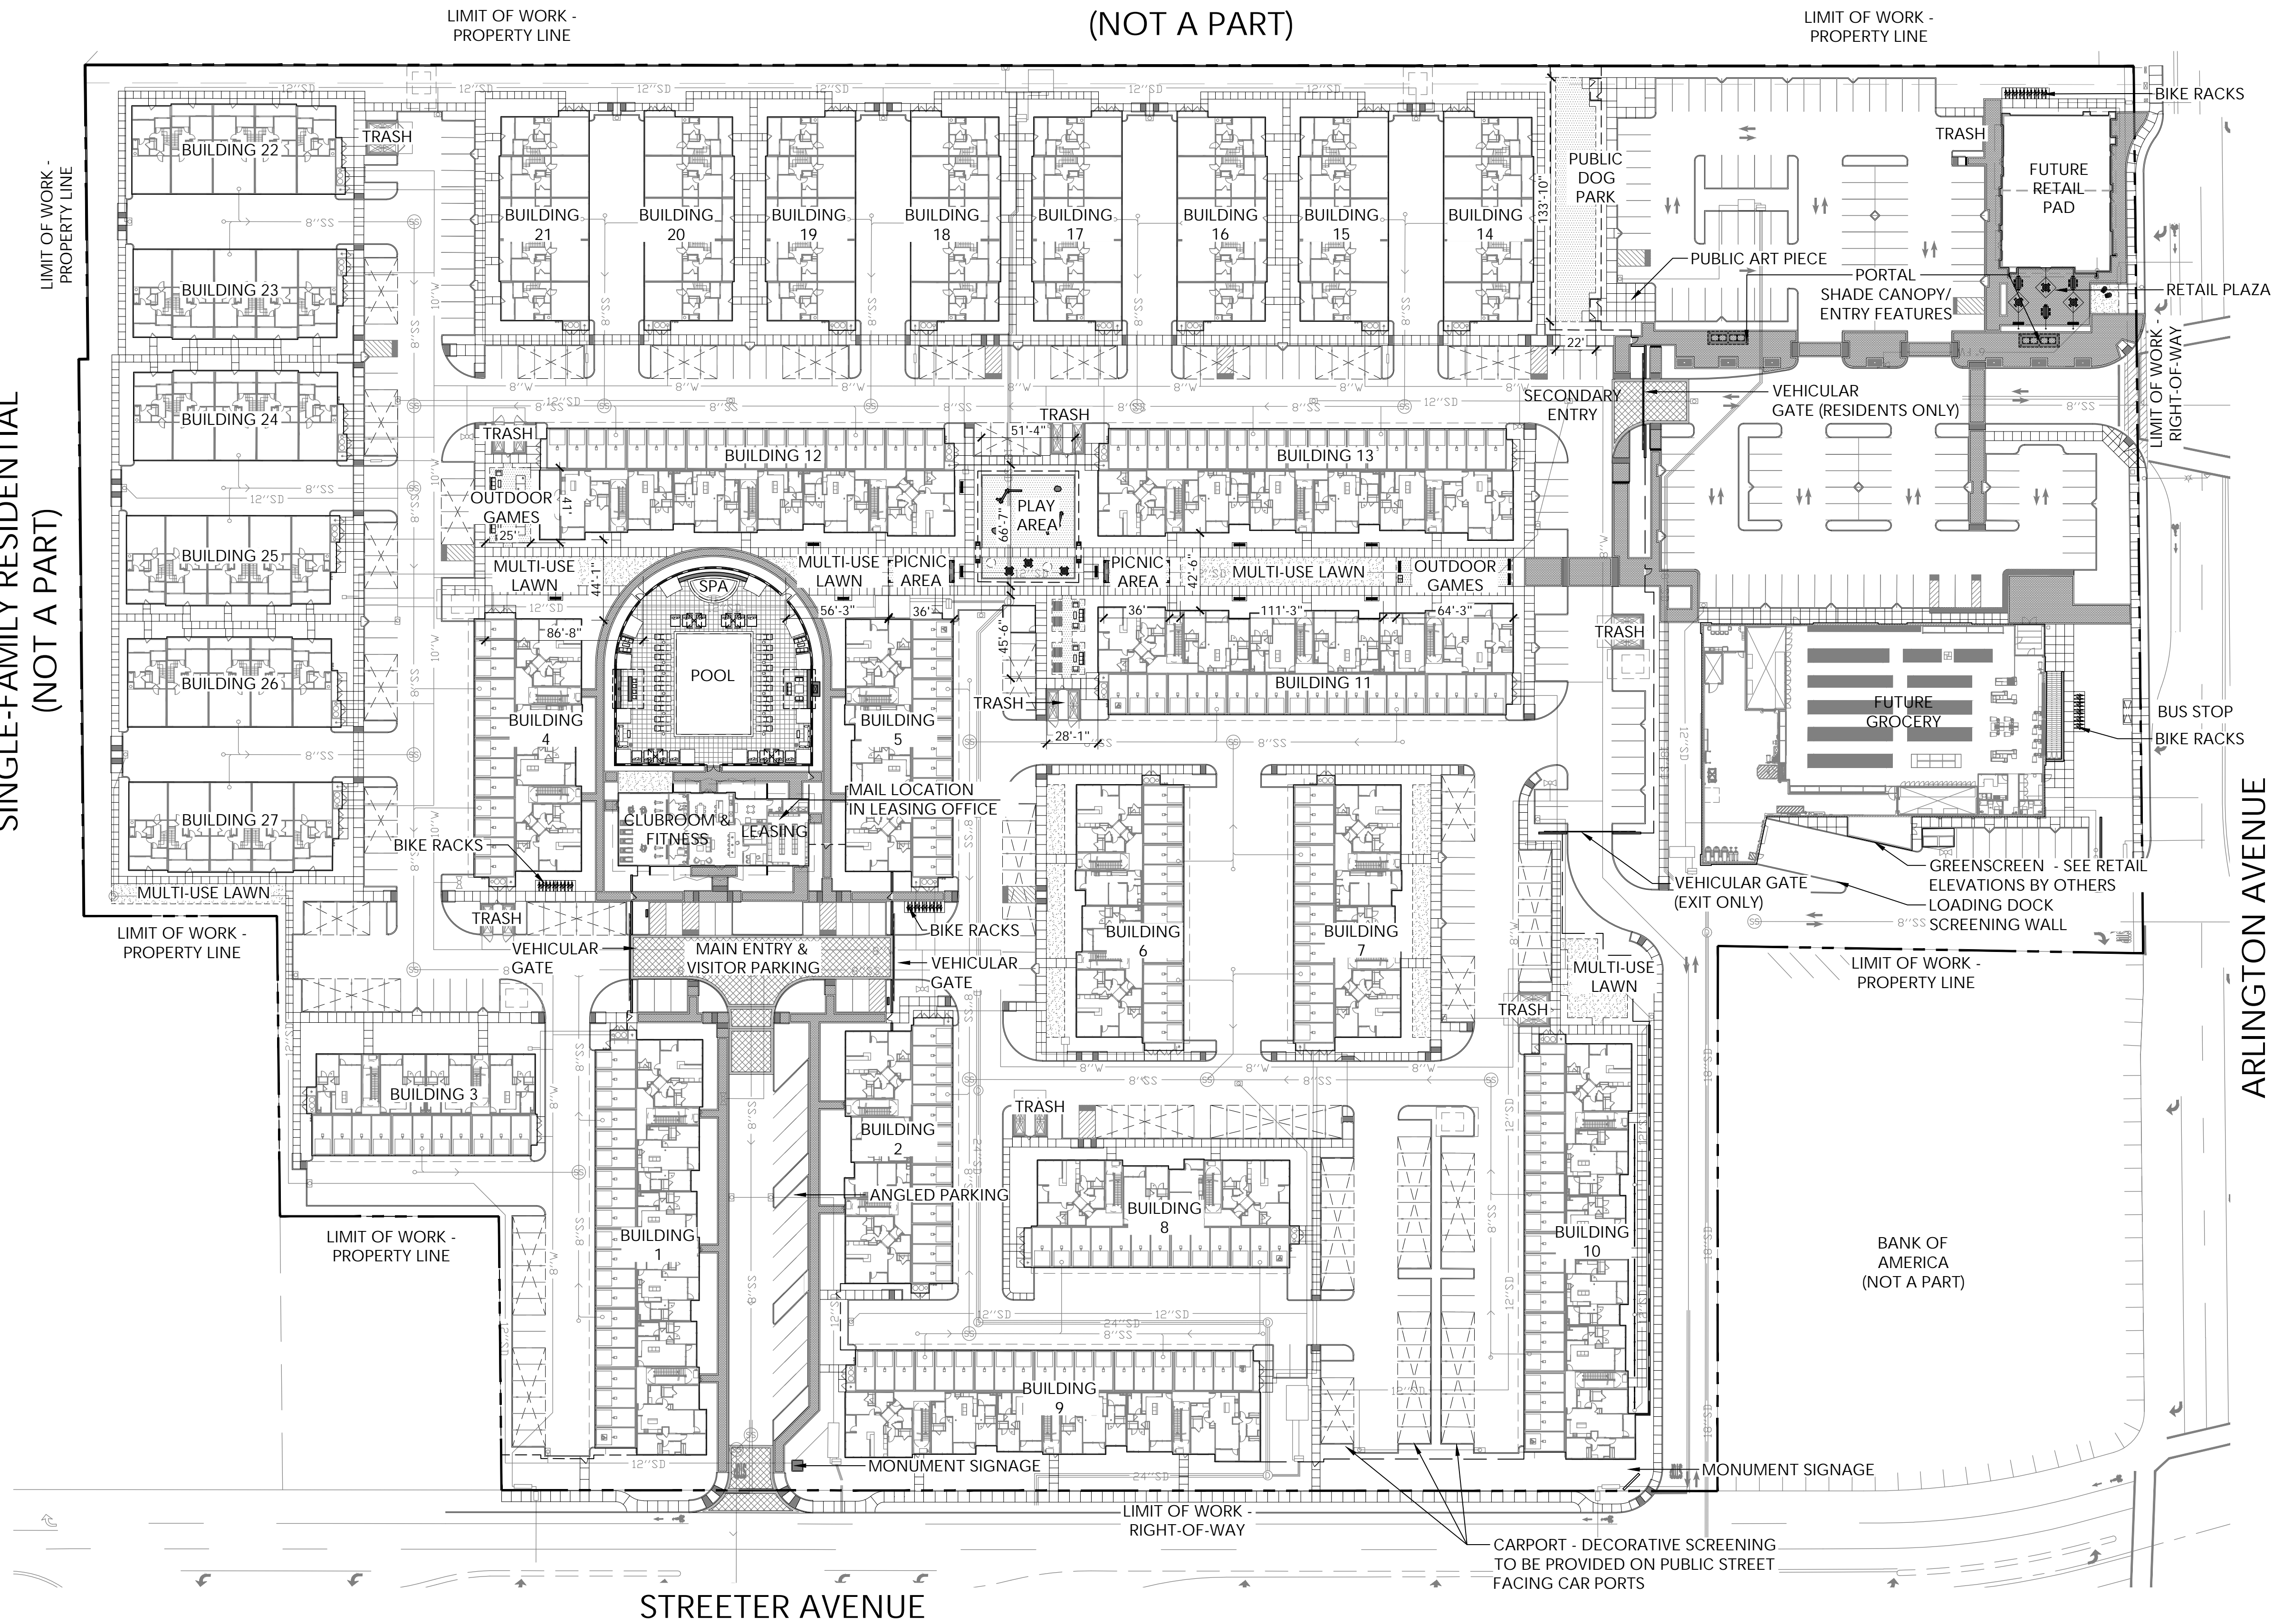 LIMIT OF WORK -
PROPERTY LINE
(NOT A PART)
LIMIT OF WORK -
PROPERTY LINE
BIKE RACKS
TRASH
TRASH
BUILDING 22
LIMIT OF WORK -
PROPERTY LINE
BUILDING
21
BUILDING
20
BUILDING
19
BUILDING
18
BUILDING
17
BUILDING
16
BUILDING
15
BUILDING
14
133'-10"
PUBLIC
DOG
PARK
FUTURE
RETAIL
PAD
PUBLIC ART PIECE
PORTAL
SHADE CANOPY/
ENTRY FEATURES
RETAIL PLAZA
LIMIT OF WORK -
RIGHT-OF-WAY
BUILDING 23
22'
BUILDING 24
SECONDARY
ENTRY
VEHICULAR
GATE (RESIDENTS ONLY)
TRASH
TRASH
51'-4"
BUILDING 12
BUILDING 13
OUTDOOR
GAMES
25'
41'
PLAY
AREA
66'-7"
BUILDING 25
MULTI-USE
LAWN
44'-1"
SPA
MULTI-USE
LAWN
PICNIC
AREA
PICNIC
AREA
42'-6"
MULTI-USE LAWN
OUTDOOR
GAMES
86'-8"
56'-3"
36'
45'-6"
36'
111'-3"
64'-3"
TRASH
SINGLE-FAMILY RESIDENTIAL
(NOT A PART)
BUILDING 26
POOL
BUILDING 11
TRASH
28'-1"
BUILDING
4
BUILDING
5
FUTURE
GROCERY
BUS STOP
BIKE RACKS
MAIL LOCATION
IN LEASING OFFICE
BUILDING 27
CLUBROOM &
FITNESS
LEASING
BIKE RACKS
MULTI-USE LAWN
TRASH
BIKE RACKS
BUILDING
6
BUILDING
7
VEHICULAR GATE
(EXIT ONLY)
GREENSCREEN - SEE RETAIL
ELEVATIONS BY OTHERS
LOADING DOCK
SCREENING WALL
ARLINGTON AVENUE
LIMIT OF WORK -
PROPERTY LINE
VEHICULAR
GATE
MAIN ENTRY &
VISITOR PARKING
VEHICULAR
GATE
MULTI-USE
LAWN
LIMIT OF WORK -
PROPERTY LINE
TRASH
BUILDING 3
TRASH
BUILDING
2
ANGLED PARKING
BUILDING
8
BUILDING
1
BUILDING
10
LIMIT OF WORK -
PROPERTY LINE
BANK OF
AMERICA
(NOT A PART)
BUILDING
9
MONUMENT SIGNAGE
MONUMENT SIGNAGE
LIMIT OF WORK -
RIGHT-OF-WAY
CARPORT - DECORATIVE SCREENING
TO BE PROVIDED ON PUBLIC STREET
FACING CAR PORTS
STREETER AVENUE